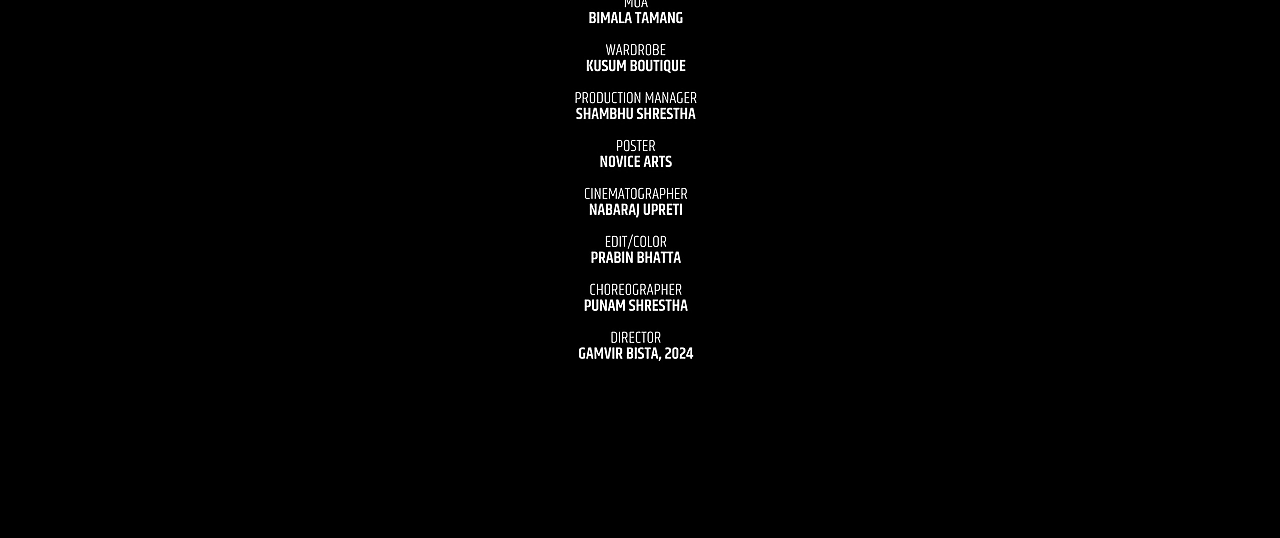 MUA
BIMALA TAMANG
WARDROBE
KUSUM BOUTIQUE
PRODUCTION MANAGER
SHAMBHU SHRESTHA
POSTER
NOVICE ARTS
CINEMATOGRAPHER
NABARAJ UPRETI
EDIT/COLOR
PRABIN BHATTA
CHOREOGRAPHER
PUNAM SHRESTHA
DIRECTOR
GAMVIR BISTA, 2024